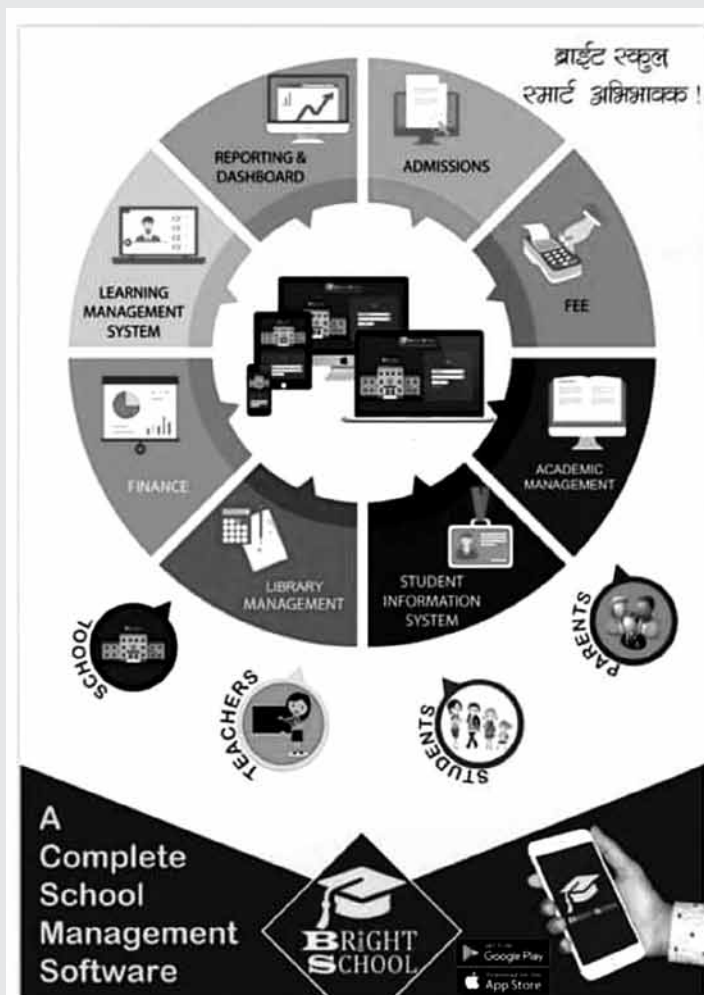 ब्राईट स्कुल
स्मार्ट अभिभावक !
REPORTING &
DASHBOARD
ADMISSIONS
LEARNING
MANAGEMENT
SYSTEM
FEE
FINANCE
ACADEMIC
MANAGEMENT
LIBRARY
MANAGEMENT
STUDENT
INFORMATION
SYSTEM
SCHOOL
TEACHERS
STUDENTS
PARENTS
A
Complete
School
Management
Software
BRiGHT
SCHOOL
Google Play
App Store